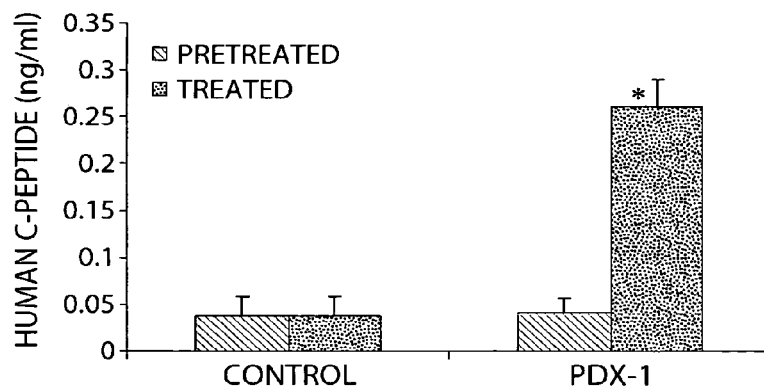 HUMAN C-PEPTIDE (ng/ml)
0.35
0.3
0.25
0.2
0.15
0.1
0.05
0
PRETREATED
TREATED
*
CONTROL
PDX-1